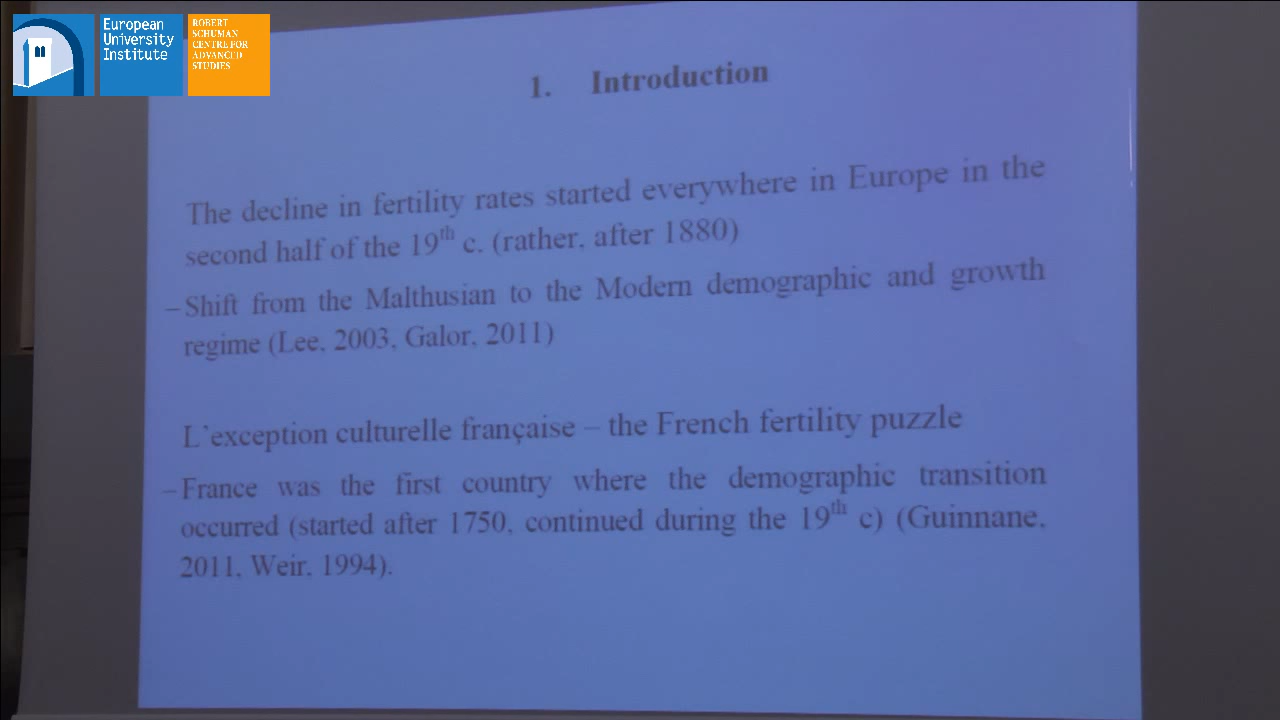 European
University
Institute
ROBERT
SCHUMAN
CENTRE FOR
ADVANCED
STUDIES
1. Introduction
The decline in fertility rates started everywhere in Europe in the
second half of the 19th c. (rather, after 1880)
– Shift from the Malthusian to the Modern demographic and growth
regime (Lee, 2003, Galor, 2011)
L'exception culturelle française – the French fertility puzzle
– France was the first country where the demographic transition
occurred (started after 1750, continued during the 19th c) (Guinnane,
2011, Weir, 1994).